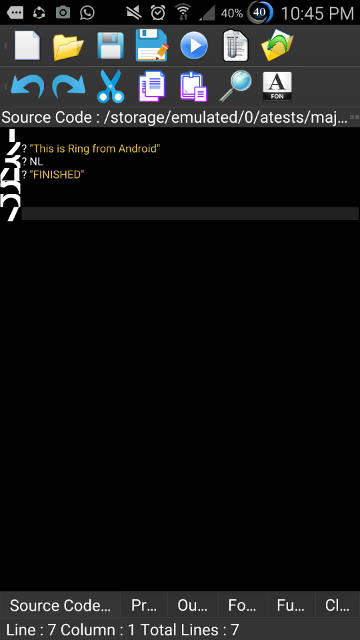 40% 40 10:45 PM
A
FON
Source Code : /storage/emulated/0/atests/maj...
? "This is Ring from Android"
? NL
? "FINISHED"
Source Code... Pr... Ou... Fo... Fu... Cl...
Line : 7 Column : 1 Total Lines : 7